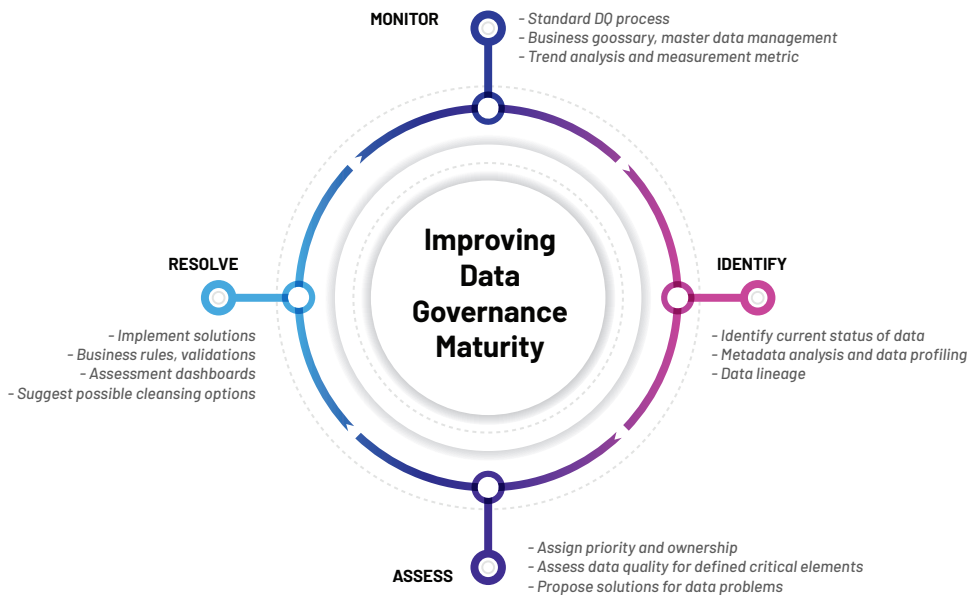 MONITOR
- Standard DQ process
- Business goossary, master data management
- Trend analysis and measurement metric
RESOLVE
- Implement solutions
- Business rules, validations
- Assessment dashboards
- Suggest possible cleansing options
Improving
Data
Governance
Maturity
IDENTIFY
- Identify current status of data
- Metadata analysis and data profiling
- Data lineage
ASSESS
- Assign priority and ownership
- Assess data quality for defined critical elements
- Propose solutions for data problems